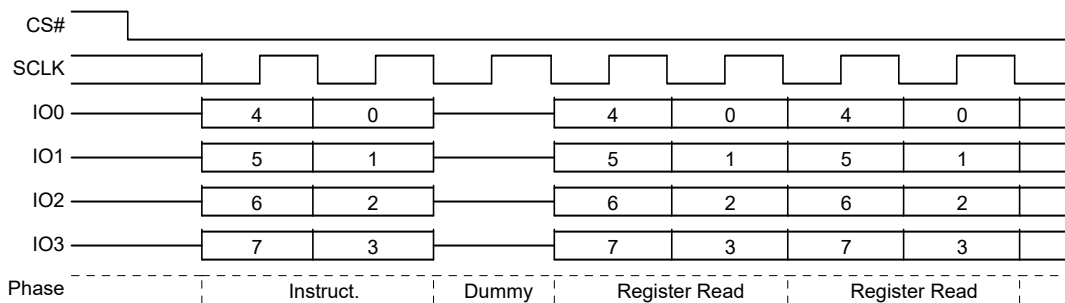 CS#
SCLK
IO0 4 0 4 0 4 0
IO1 5 1 5 1 5 1
IO2 6 2 6 2 6 2
IO3 7 3 7 3 7 3
Phase Instruct. Dummy Register Read Register Read